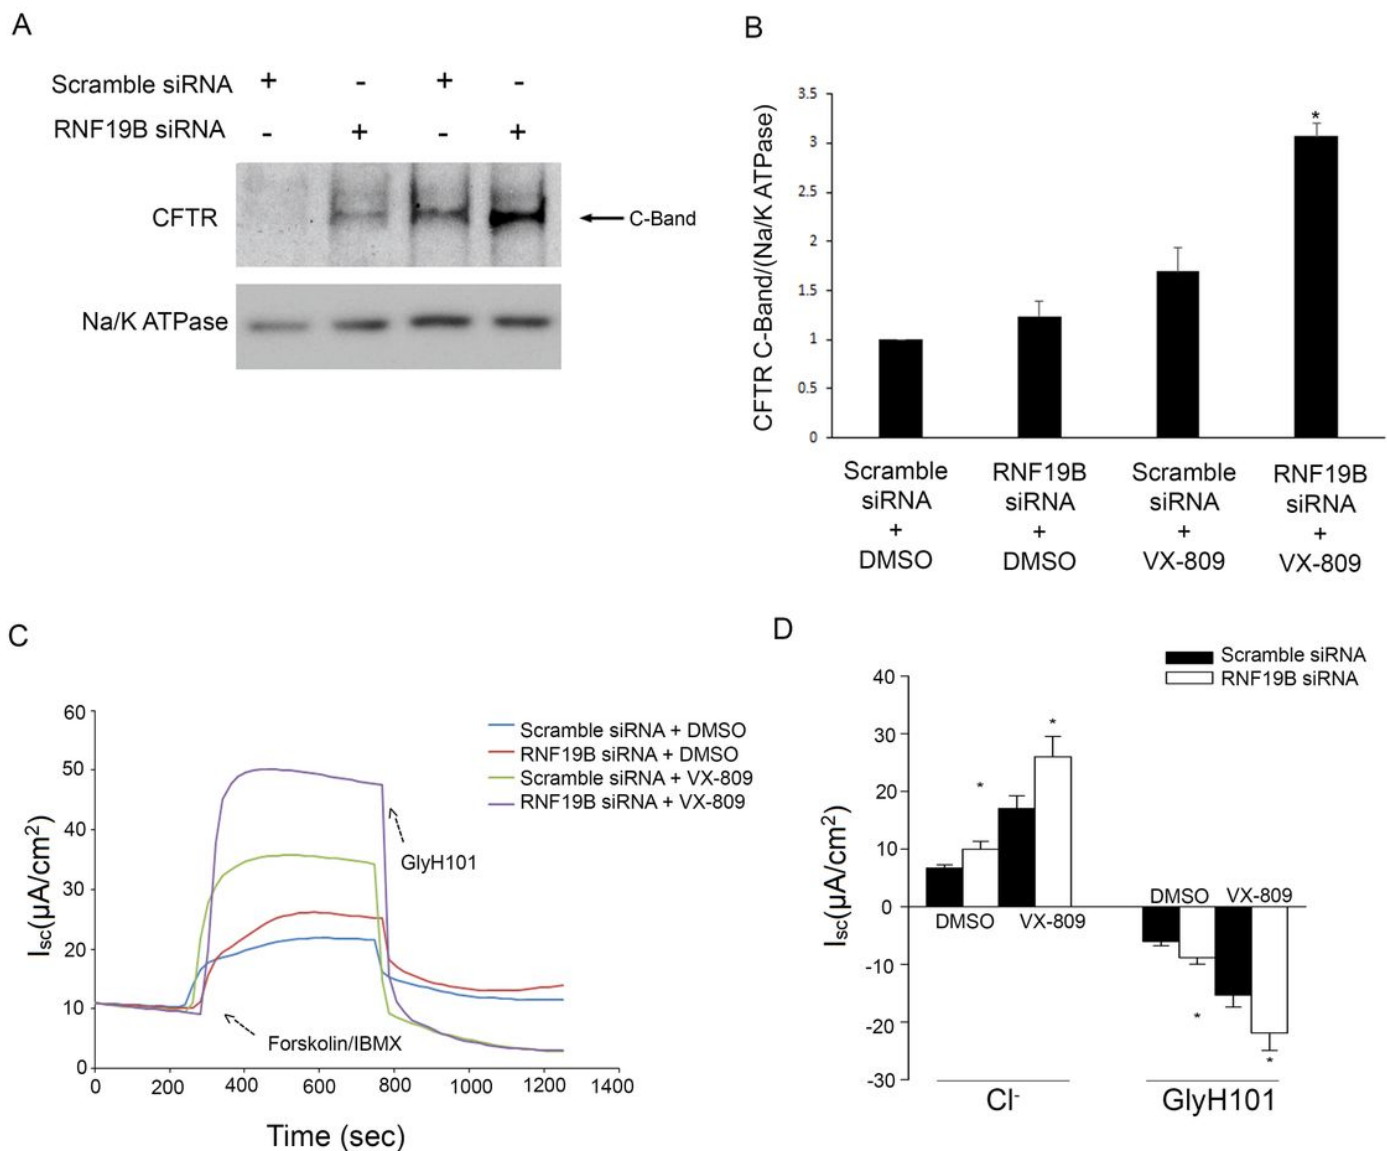 A
Scramble siRNA + - + -
RNF19B siRNA - + - +
CFTR
C-Band
Na/K ATPase
B
CFTR C-Band/(Na/K ATPase)
3.5
3
2.5
2
1.5
1
0.5
0
*
Scramble siRNA + DMSO
RNF19B siRNA + DMSO
Scramble siRNA + VX-809
RNF19B siRNA + VX-809
C
Isc(μA/cm²)
60
50
40
30
20
10
0
0 200 400 600 800 1000 1200 1400
Time (sec)
Scramble siRNA + DMSO
RNF19B siRNA + DMSO
Scramble siRNA + VX-809
RNF19B siRNA + VX-809
GlyH101
Forskolin/IBMX
D
Scramble siRNA
RNF19B siRNA
Isc(μA/cm²)
40
30
20
10
0
-10
-20
-30
* *
DMSO VX-809
DMSO VX-809
* *
Cl⁻ GlyH101